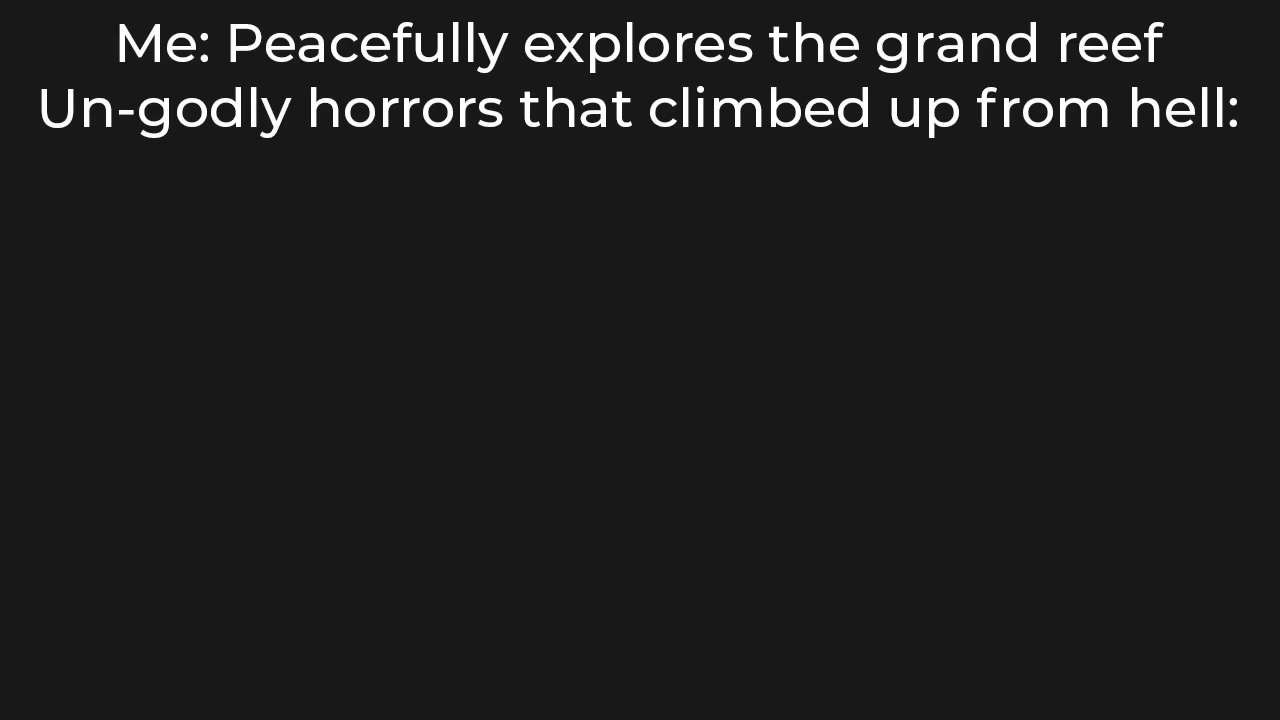 Me: Peacefully explores the grand reef
Un-godly horrors that climbed up from hell: